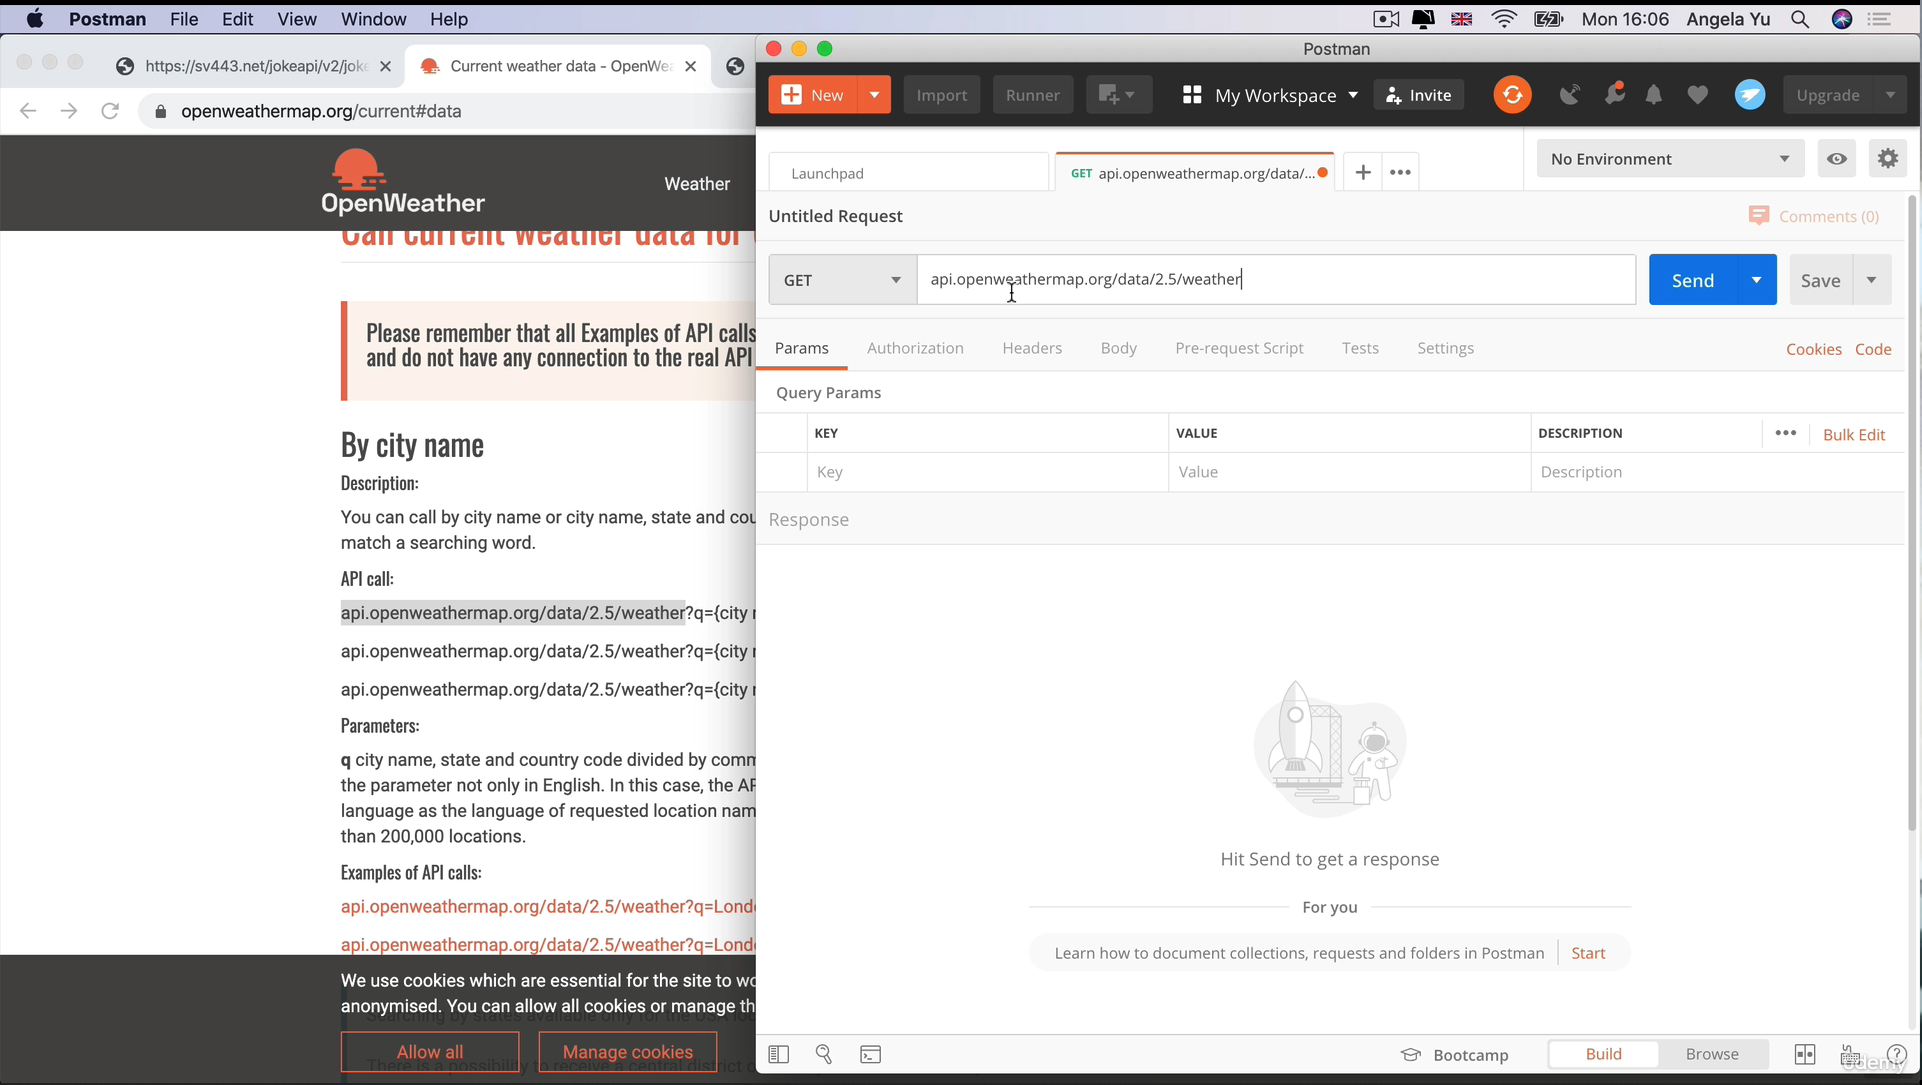 Postman File Edit View Window Help
Mon 16:06 Angela Yu
https://sv443.net/jokeapi/v2/joke
Current weather data - OpenWea
openweathermap.org/current#data
OpenWeather
Weather
Call current weather data for
Please remember that all Examples of API calls
and do not have any connection to the real API
By city name
Description:
You can call by city name or city name, state and cou
match a searching word.
API call:
api.openweathermap.org/data/2.5/weather?q={city n
api.openweathermap.org/data/2.5/weather?q={city n
api.openweathermap.org/data/2.5/weather?q={city n
Parameters:
q city name, state and country code divided by comm
the parameter not only in English. In this case, the AP
language as the language of requested location nam
than 200,000 locations.
Examples of API calls:
api.openweathermap.org/data/2.5/weather?q=Londo
api.openweathermap.org/data/2.5/weather?q=Londo
We use cookies which are essential for the site to wo
anonymised. You can allow all cookies or manage th
Allow all
Manage cookies
Postman
New
Import
Runner
My Workspace
Invite
Upgrade
Launchpad
GET api.openweathermap.org/data/...
No Environment
Untitled Request
Comments (0)
GET
api.openweathermap.org/data/2.5/weather
Send
Save
Params Authorization Headers Body Pre-request Script Tests Settings
Cookies Code
Query Params
KEY VALUE DESCRIPTION
Bulk Edit
Key Value Description
Response
Hit Send to get a response
For you
Learn how to document collections, requests and folders in Postman Start
Bootcamp
Build
Browse
udemy